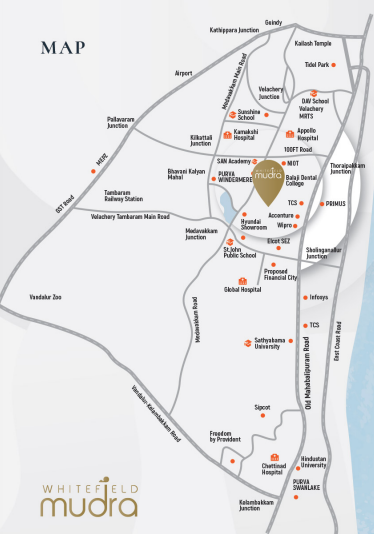 MAP
Guindy
Kathippara Junction
Kailash Temple
Tidel Park
Airport
Medavakkam Main Road
Velachery
Junction
DAV School
Velachery
MRTS
Sunshine
School
Pallavaram
Junction
Kamakshi
Hospital
Appollo
Hospital
Kilkattali
Junction
100FT Road
MEPZ
SAN Academy
NIOT
Thoraipakkam
Junction
Bhavani Kalyan
Mahal
PURVA
WINDERMERE
mudra
Balaji Dental
College
Tambaram
Railway Station
GST Road
TCS
PRIMUS
Velachery Tambaram Main Road
Accenture
Hyundai
Showroom
Wipro
Medavakkam
Junction
Elcot SEZ
St.John
Public School
Sholinganallur
Junction
Proposed
Financial City
Vandalur Zoo
Global Hospital
Infosys
Medavakkam Road
TCS
East Coast Road
Sathyabama
University
Old Mahabalipuram Road
Vandalur-Kelambakkam Road
Sipcot
Freedom
by Provident
Chettinad
Hospital
Hindustan
University
PURVA
SWANLAKE
WHITEFIELD
mudra
Kelambakkam
Junction